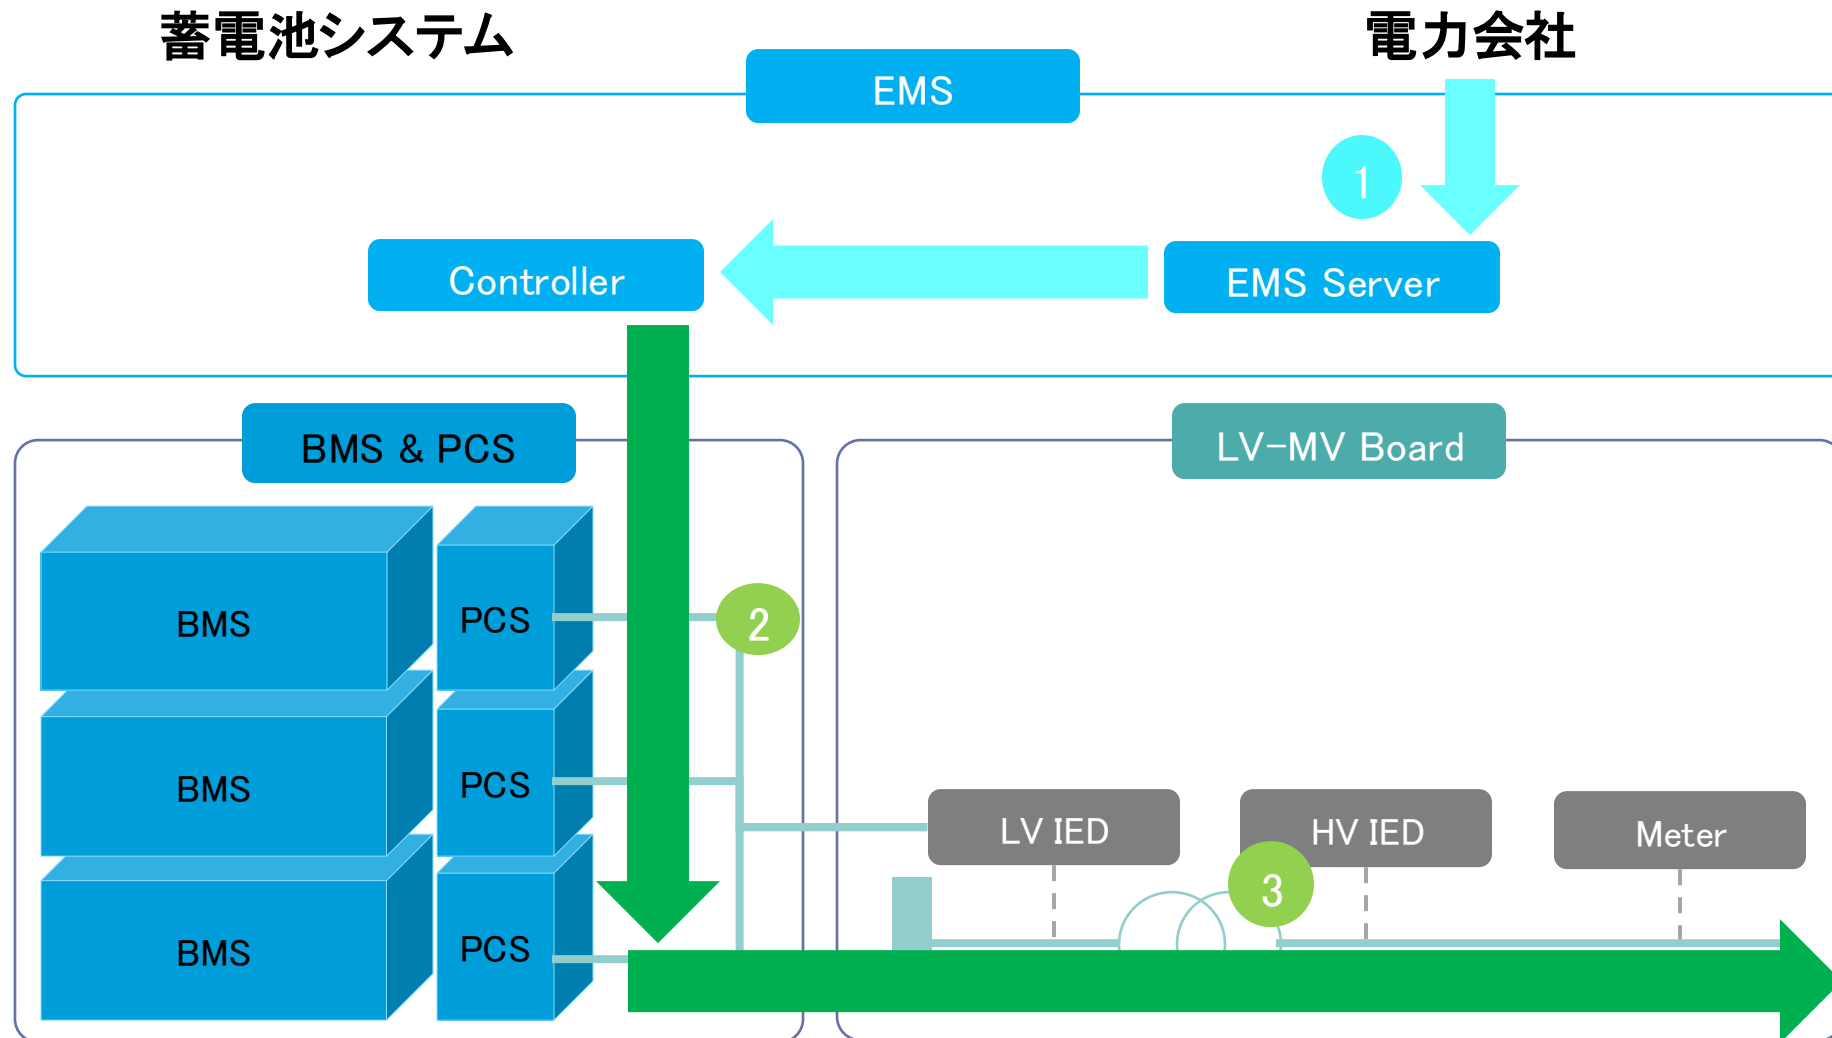 蓄電池システム
電力会社
EMS
1
Controller
EMS Server
BMS & PCS
LV-MV Board
BMS
PCS
2
BMS
PCS
LV IED
HV IED
Meter
3
BMS
PCS